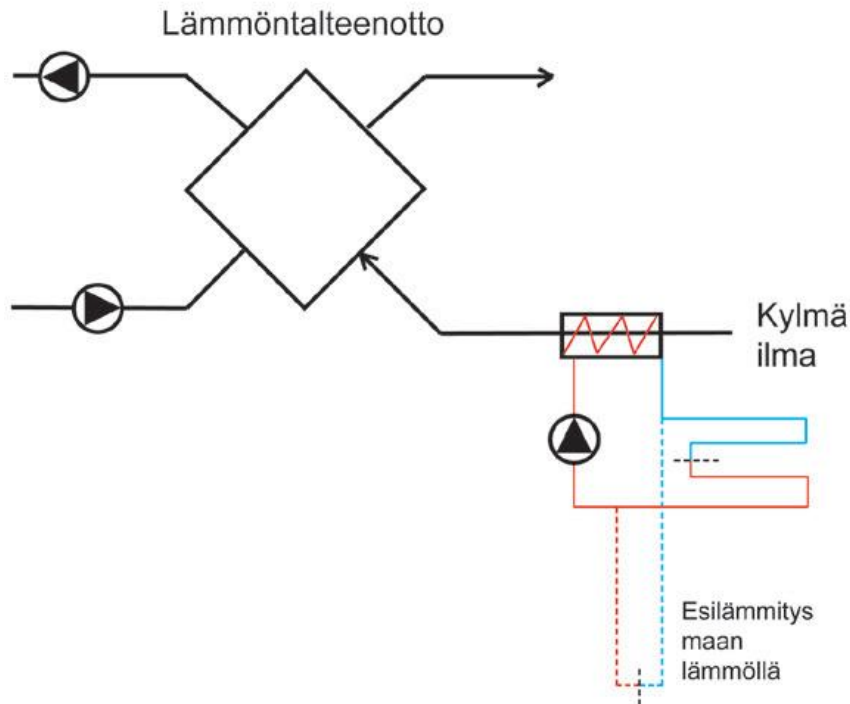 Lämmöntalteenotto
Kylmä
ilma
Esilämmitys
maan
lämmöllä